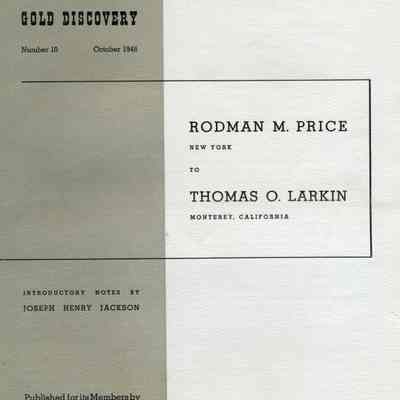 GOLD DISCOVERY
Number 10 October 1948
RODMAN M. PRICE
NEW YORK
TO
THOMAS O. LARKIN
MONTEREY, CALIFORNIA
INTRODUCTORY NOTES BY
JOSEPH HENRY JACKSON
Published for its Members by